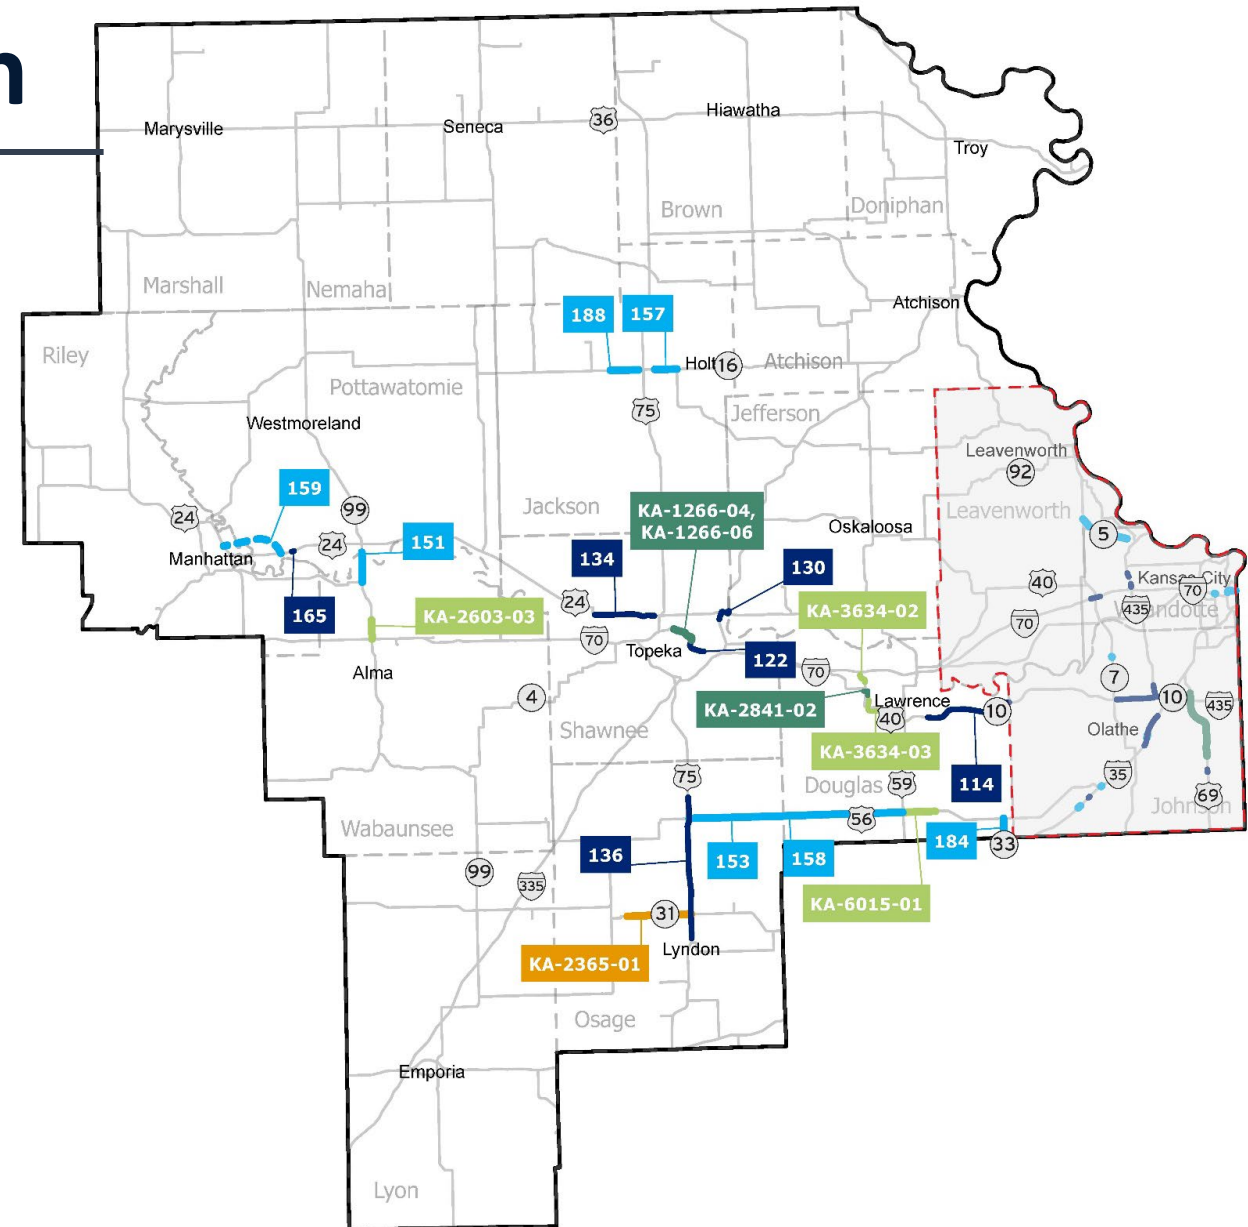 n
Marysville
Seneca
36
Hiawatha
Troy
Brown
Doniphan
Marshall
Nemaha
Atchison
188
157
Riley
Holt
16
Atchison
Pottawatomie
75
Jefferson
Westmoreland
Leavenworth
92
159
99
Jackson
KA-1266-04,
KA-1266-06
Leavenworth
24
Oskaloosa
5
24
151
Manhattan
134
130
Kansas City
40
70
165
24
KA-2603-03
KA-3634-02
435
Wyandotte
70
70
Topeka
122
70
Alma
7
4
KA-2841-02
Lawrence
10
10
435
40
Shawnee
Olathe
KA-3634-03
75
Douglas
59
114
35
69
Johnson
Wabaunsee
56
136
153
158
184
33
99
335
KA-6015-01
31
Lyndon
KA-2365-01
Osage
Emporia
Lyon